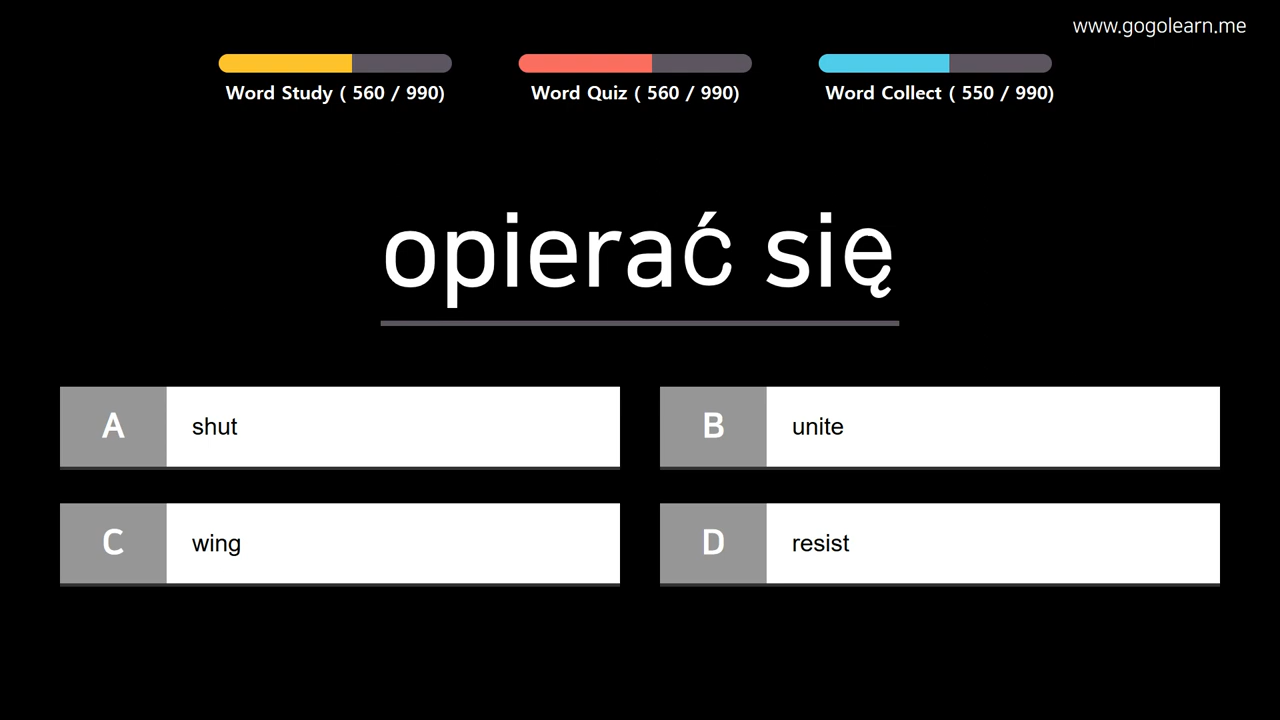 www.gogolearn.me
Word Study ( 560 / 990)
Word Quiz ( 560 / 990)
Word Collect ( 550 / 990)
opierać się
A
shut
B
unite
C
wing
D
resist